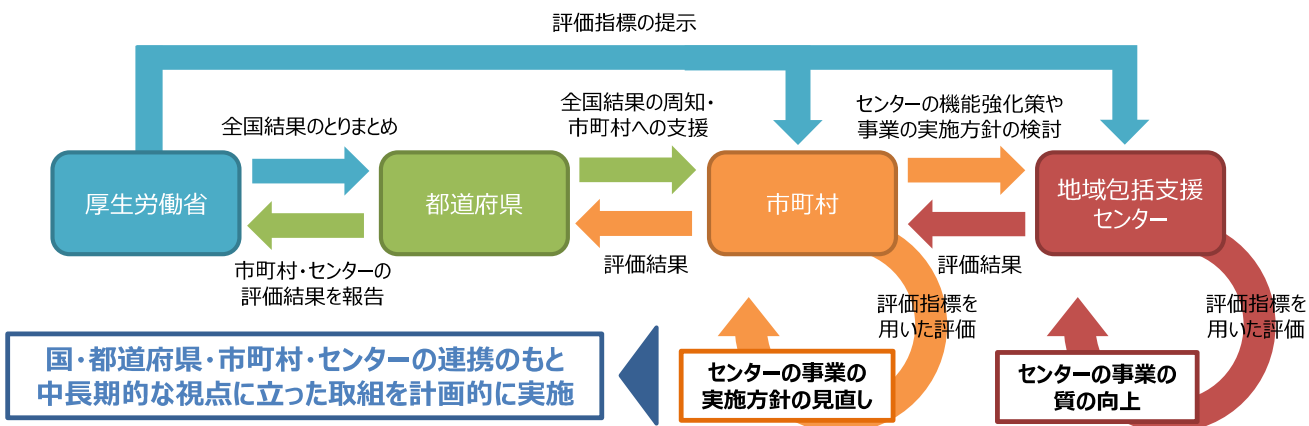 評価指標の提示
全国結果のとりまとめ
全国結果の周知・
市町村への支援
センターの機能強化策や
事業の実施方針の検討
厚生労働省
都道府県
市町村
地域包括支援
センター
市町村・センターの
評価結果を報告
評価結果
評価結果
評価指標を
用いた評価
評価指標を
用いた評価
国・都道府県・市町村・センターの連携のもと
中長期的な視点に立った取組を計画的に実施
センターの事業の
実施方針の見直し
センターの事業の
質の向上